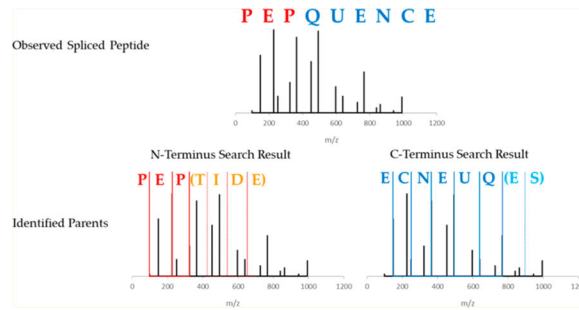 P E P Q U E N C E
Observed Spliced Peptide
0 200 400 600 800 1000 1200
m/z
N-Terminus Search Result
C-Terminus Search Result
P E P (T I D E)
E C N E U Q (E S)
Identified Parents
0 200 400 600 800 1000 1200
m/z
0 200 400 600 800 1000
m/z